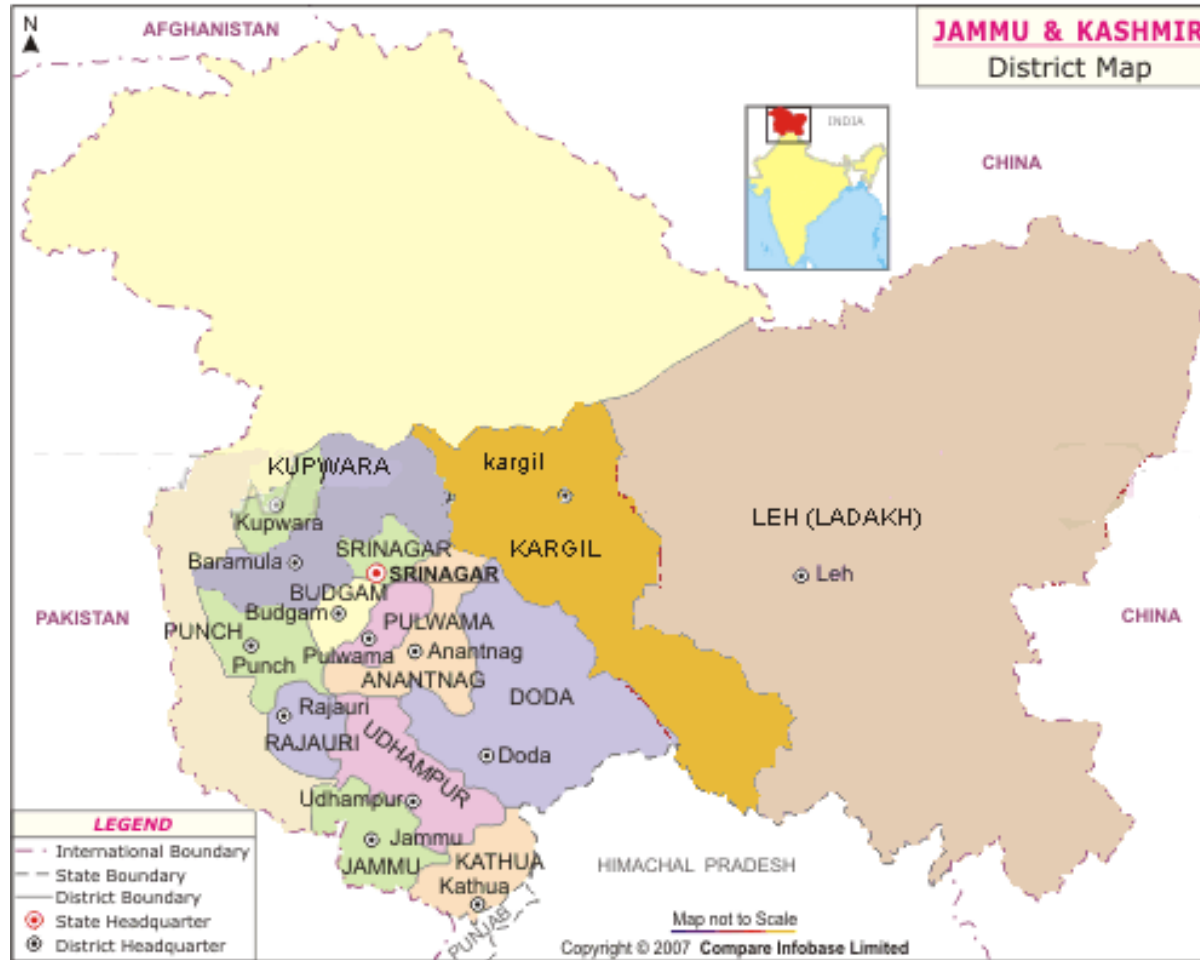 N
AFGHANISTAN
JAMMU & KASHMIR
District Map
INDIA
CHINA
KUPWARA
kargil
Kupwara
LEH (LADAKH)
SRINAGAR
KARGIL
Baramula
SRINAGAR
Leh
BUDGAM
Budgam
PAKISTAN
PULWAMA
CHINA
PUNCH
Punch
Pulwama
Anantnag
ANANTNAG
DODA
Rajauri
RAJAURI
UDHAMPUR
Doda
Udhampur
Jammu
JAMMU
KATHUA
Kathua
HIMACHAL PRADESH
PUNJAB
LEGEND
International Boundary
State Boundary
District Boundary
State Headquarter
District Headquarter
Map not to Scale
Copyright © 2007 Compare Infobase Limited